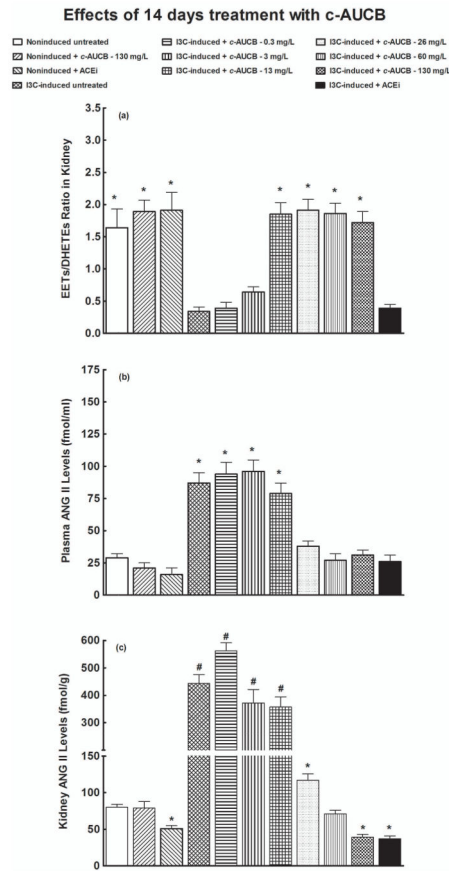 Effects of 14 days treatment with c-AUCB
Noninduced untreated
Noninduced + c-AUCB - 130 mg/L
Noninduced + ACEi
I3C-induced untreated
I3C-induced + c-AUCB - 0.3 mg/L
I3C-induced + c-AUCB - 3 mg/L
I3C-induced + c-AUCB - 13 mg/L
I3C-induced + c-AUCB - 26 mg/L
I3C-induced + c-AUCB - 60 mg/L
I3C-induced + c-AUCB - 130 mg/L
I3C-induced + ACEi
(a)
EETs/DHETEs Ratio in Kidney
3.5
3.0
2.5
2.0
1.5
1.0
0.5
0.0
* * * * * * *
(b)
Plasma ANG II Levels (fmol/ml)
175
150
125
100
75
50
25
0
* * * *
(c)
Kidney ANG II Levels (fmol/g)
600
500
400
300
150
100
50
0
* # # # # * * *